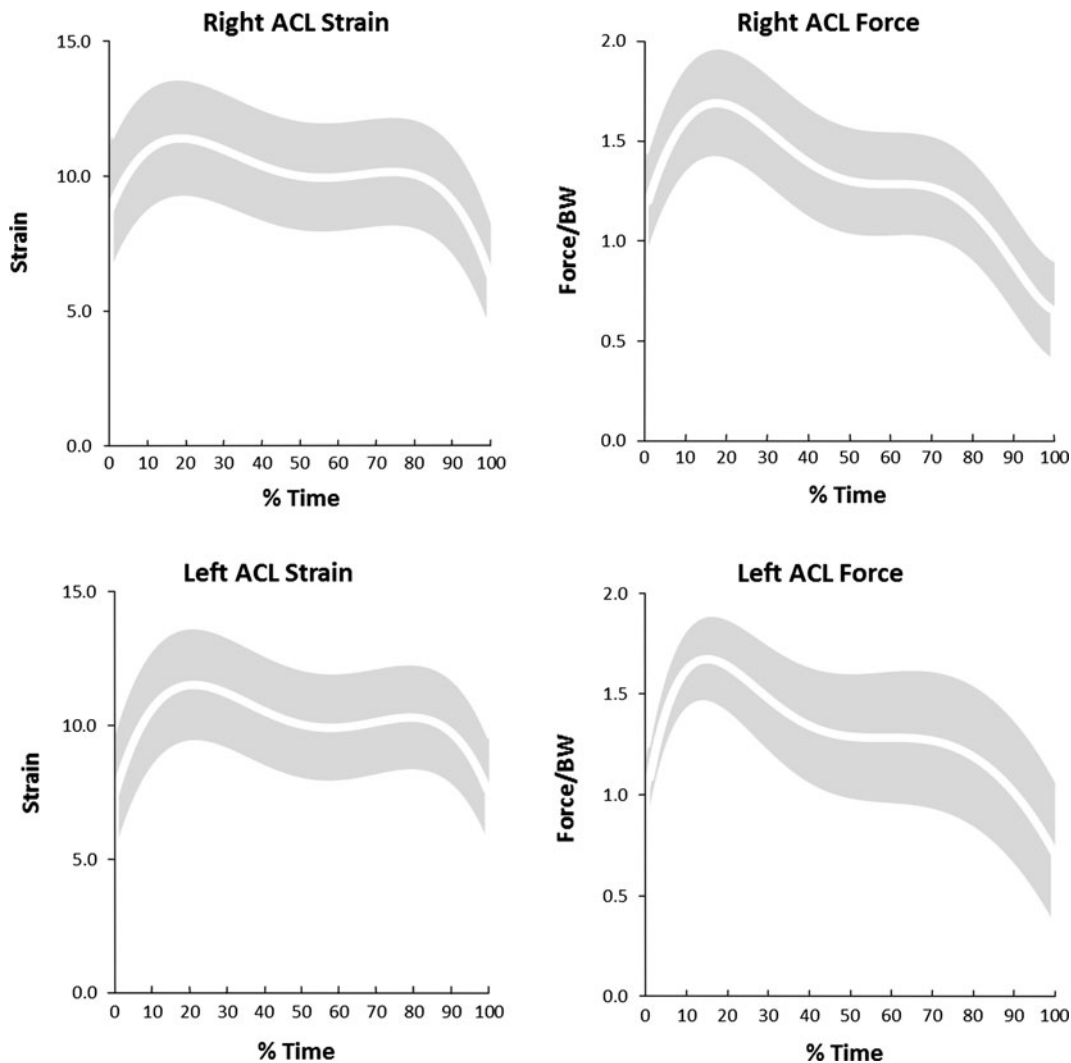 Right ACL Strain
15.0
10.0
5.0
0.0
Strain
0 10 20 30 40 50 60 70 80 90 100
% Time
Right ACL Force
2.0
1.5
1.0
0.5
0.0
Force/BW
0 10 20 30 40 50 60 70 80 90 100
% Time
Left ACL Strain
15.0
10.0
5.0
0.0
Strain
0 10 20 30 40 50 60 70 80 90 100
% Time
Left ACL Force
2.0
1.5
1.0
0.5
0.0
Force/BW
0 10 20 30 40 50 60 70 80 90 100
% Time